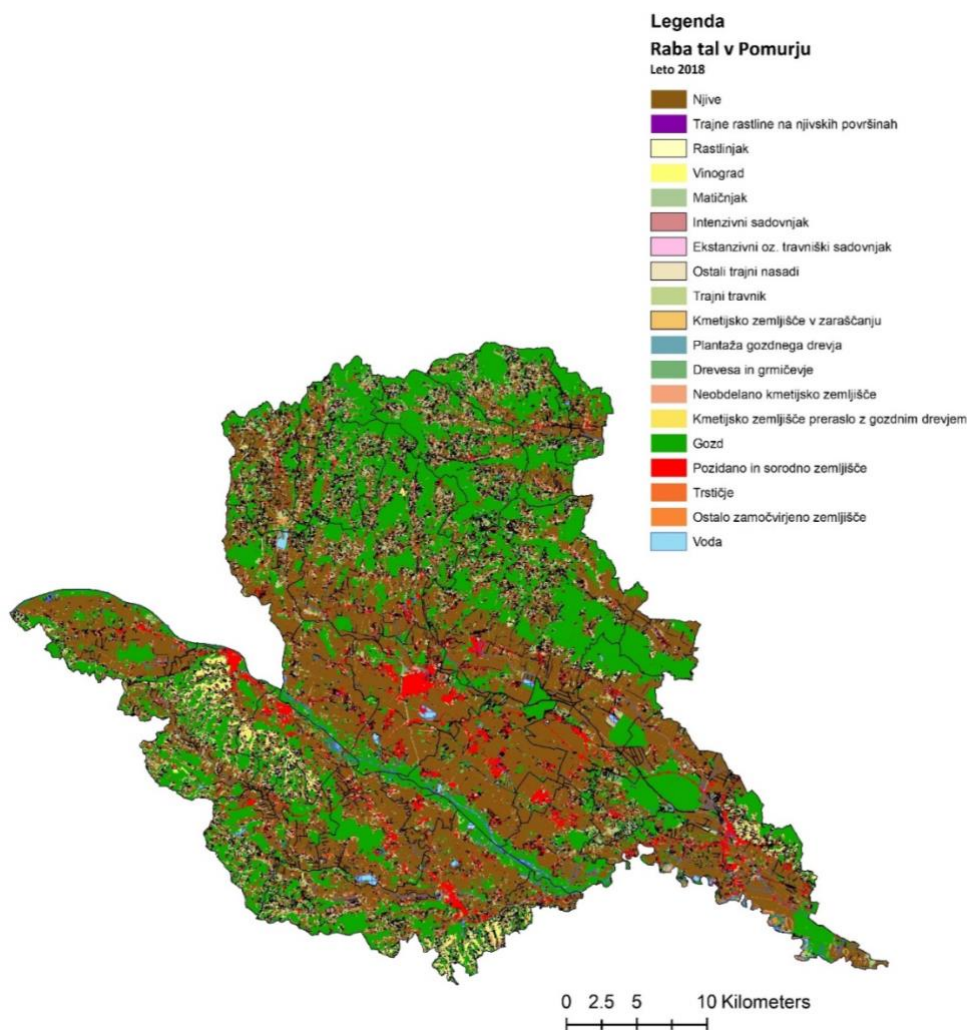 Legenda
Raba tal v Pomurju
Leto 2018
Njive
Trajne rastline na njivskih površinah
Rastlinjak
Vinograd
Matičnjak
Intenzivni sadovnjak
Ekstanzivni oz. travniški sadovnjak
Ostali trajni nasadi
Trajni travnik
Kmetijsko zemljišče v zaraščanju
Plantaža gozdnega drevja
Drevesa in grmičevje
Neobdelano kmetijsko zemljišče
Kmetijsko zemljišče preraslo z gozdnim drevjem
Gozd
Pozidano in sorodno zemljišče
Trstičje
Ostalo zamočvirjeno zemljišče
Voda
0 2.5 5 10 Kilometers